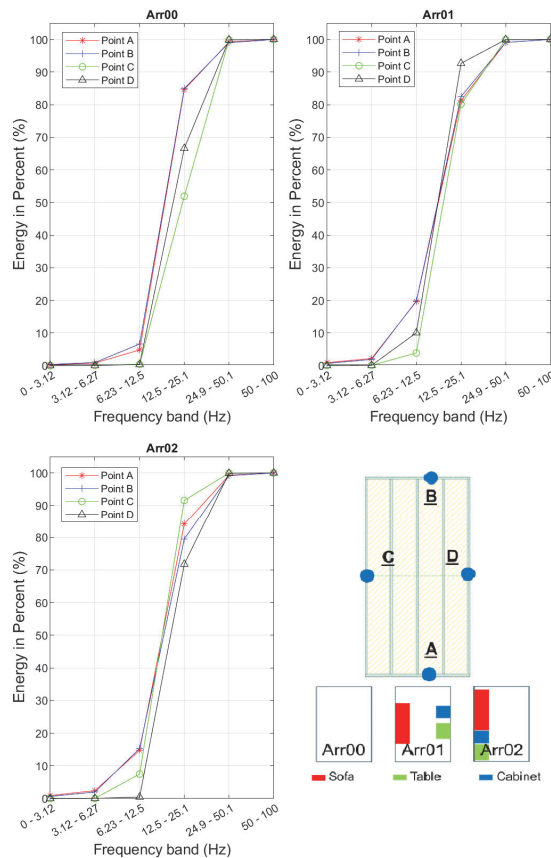 Arr00
Energy in Percent (%)
100
90
80
70
60
50
40
30
20
10
0
Point A
Point B
Point C
Point D
0 - 3.12
3.12 - 6.27
6.23 - 12.5
12.5 - 25.1
24.9 - 50.1
50 - 100
Frequency band (Hz)
Arr01
Energy in Percent (%)
100
90
80
70
60
50
40
30
20
10
0
Point A
Point B
Point C
Point D
0 - 3.12
3.12 - 6.27
6.23 - 12.5
12.5 - 25.1
24.9 - 50.1
50 - 100
Frequency band (Hz)
Arr02
Energy in Percent (%)
100
90
80
70
60
50
40
30
20
10
0
Point A
Point B
Point C
Point D
0 - 3.12
3.12 - 6.27
6.23 - 12.5
12.5 - 25.1
24.9 - 50.1
50 - 100
Frequency band (Hz)
B
C D
A
Arr00 Arr01 Arr02
Sofa Table Cabinet